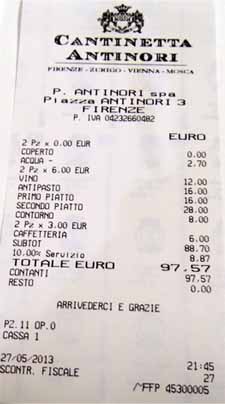 CANTINETTA
ANTINORI
FIRENZE - ZURIGO - VIENNA - MOSCA
P. ANTINORI spa
Piazza ANTINORI 3
FIRENZE
P. IVA 04232660482
EURO
2 Pz x 0.00 EUR
COPERTO 0.00
ACQUA - 2.70
2 Pz x 6.00 EUR
VINO 12.00
ANTIPASTO 16.00
PRIMO PIATTO 16.00
SECONDO PIATTO 28.00
CONTORNO 8.00
2 Pz x 3.00 EUR
CAFFETTERIA 6.00
SUBTOT 88.70
10.00% Servizio 8.87
TOTALE EURO 97.57
CONTANTI 97.57
RESTO 0.00
ARRIVEDERCI E GRAZIE
PZ.11 OP.0
CASSA 1
27/05/2013 21:45
SCONTR. FISCALE 27
FFP 45300005